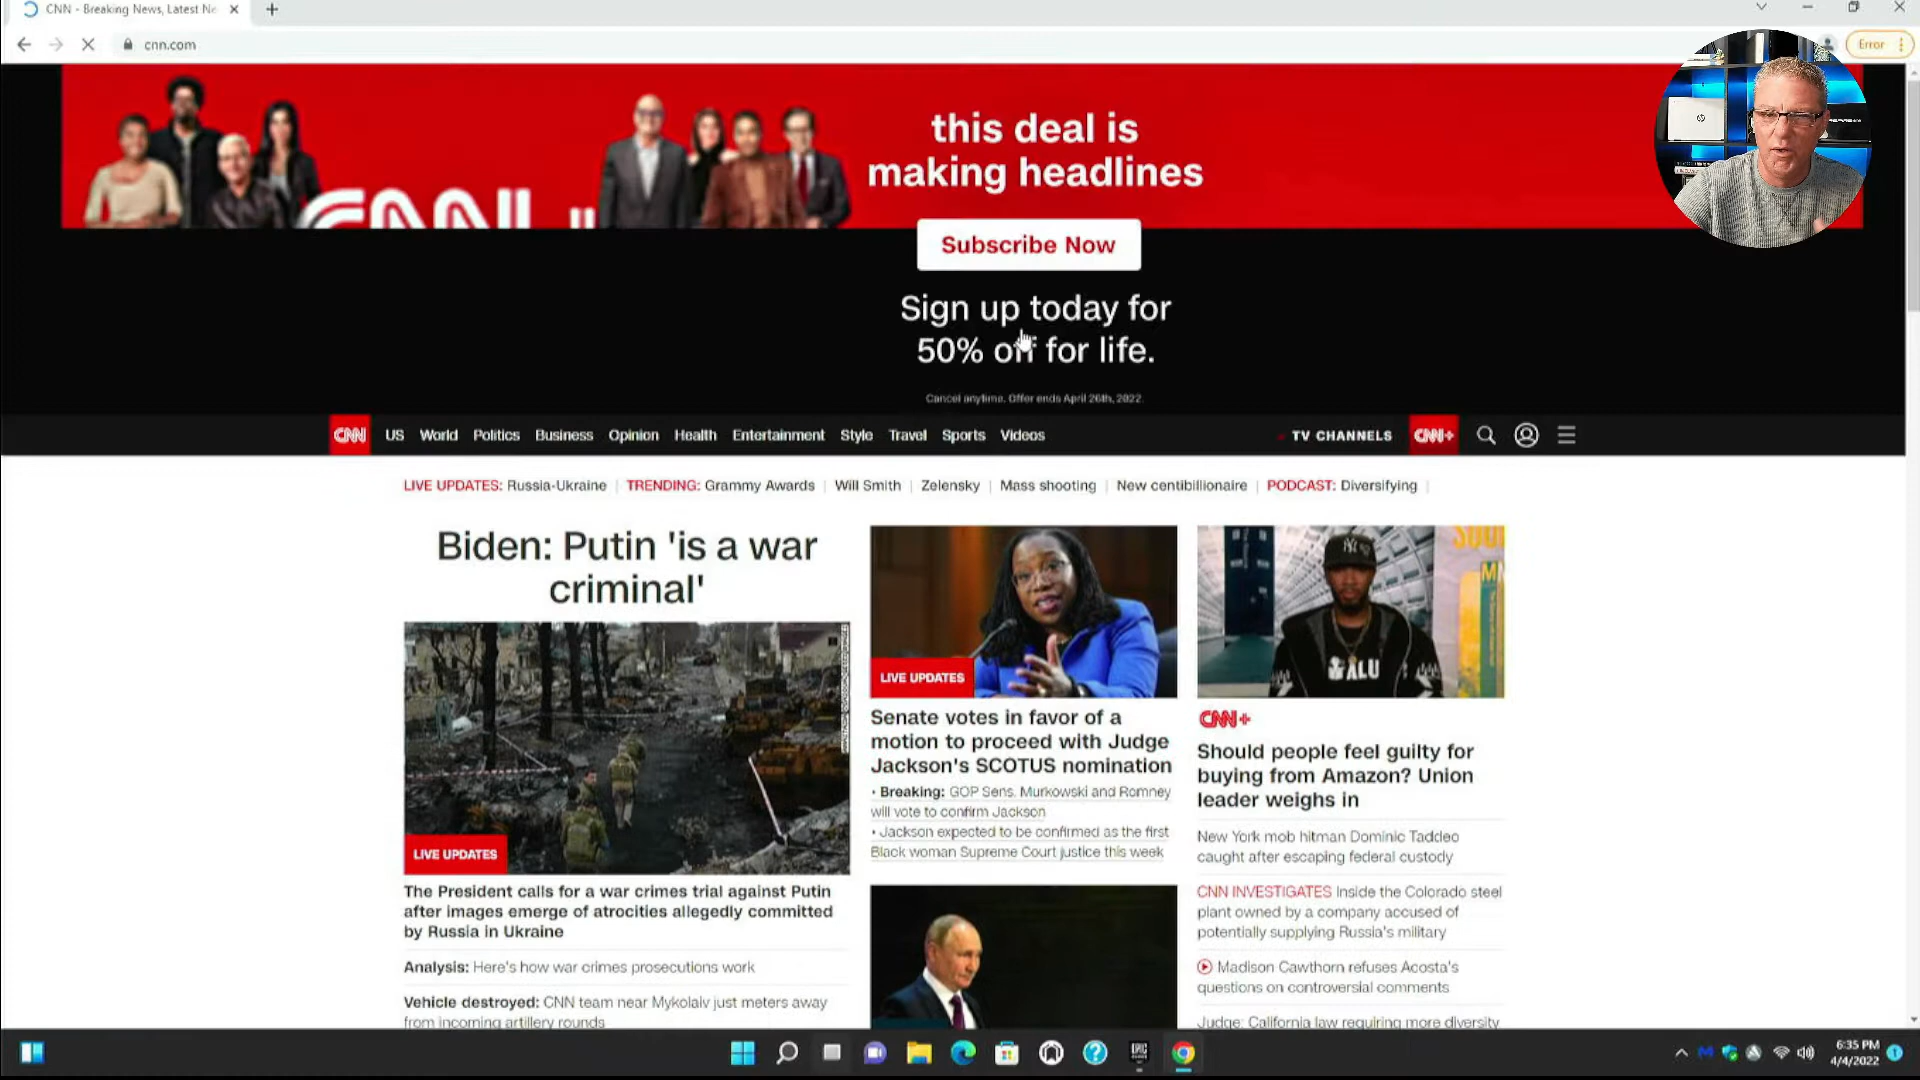 CNN - Breaking News, Latest Ne
cnn.com
Error
this deal is
making headlines
CNN
Subscribe Now
Sign up today for
50% off for life.
Cancel anytime. Offer ends April 26th, 2022.
CNN US World Politics Business Opinion Health Entertainment Style Travel Sports Videos TV CHANNELS CNN+
LIVE UPDATES: Russia-Ukraine TRENDING: Grammy Awards Will Smith Zelensky Mass shooting New centibillionaire PODCAST: Diversifying
Biden: Putin 'is a war
criminal'
LIVE UPDATES
The President calls for a war crimes trial against Putin
after images emerge of atrocities allegedly committed
by Russia in Ukraine
Analysis: Here's how war crimes prosecutions work
Vehicle destroyed: CNN team near Mykolaiv just meters away
from incoming artillery rounds
LIVE UPDATES
Senate votes in favor of a
motion to proceed with Judge
Jackson's SCOTUS nomination
• Breaking: GOP Sens. Murkowski and Romney
will vote to confirm Jackson
• Jackson expected to be confirmed as the first
Black woman Supreme Court justice this week
ALU
CNN+
Should people feel guilty for
buying from Amazon? Union
leader weighs in
New York mob hitman Dominic Taddeo
caught after escaping federal custody
CNN INVESTIGATES Inside the Colorado steel
plant owned by a company accused of
potentially supplying Russia's military
Madison Cawthorn refuses Acosta's
questions on controversial comments
Judge: California law requiring more diversity
EPIC
6:35 PM
4/4/2022
1